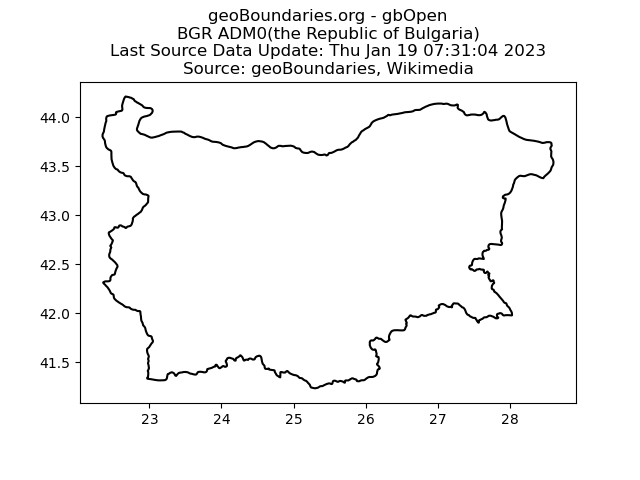 geoBoundaries.org - gbOpen
BGR ADM0(the Republic of Bulgaria)
Last Source Data Update: Thu Jan 19 07:31:04 2023
Source: geoBoundaries, Wikimedia
44.0
43.5
43.0
42.5
42.0
41.5
23 24 25 26 27 28